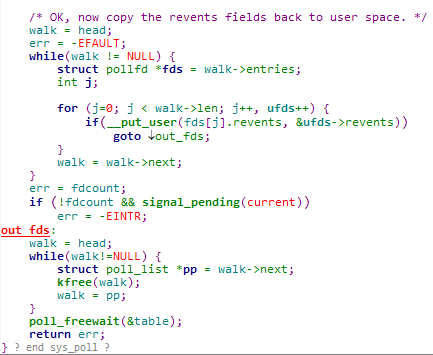 /* OK, now copy the revents fields back to user space. */
walk = head;
err = -EFAULT;
while(walk != NULL) {
struct pollfd *fds = walk->entries;
int j;
for (j=0; j < walk->len; j++, ufds++) {
if(__put_user(fds[j].revents, &ufds->revents))
goto ↓out_fds;
}
walk = walk->next;
}
err = fdcount;
if (!fdcount && signal_pending(current))
err = -EINTR;
out_fds:
walk = head;
while(walk!=NULL) {
struct poll_list *pp = walk->next;
kfree(walk);
walk = pp;
}
poll_freewait(&table);
return err;
} ? end sys_poll ?